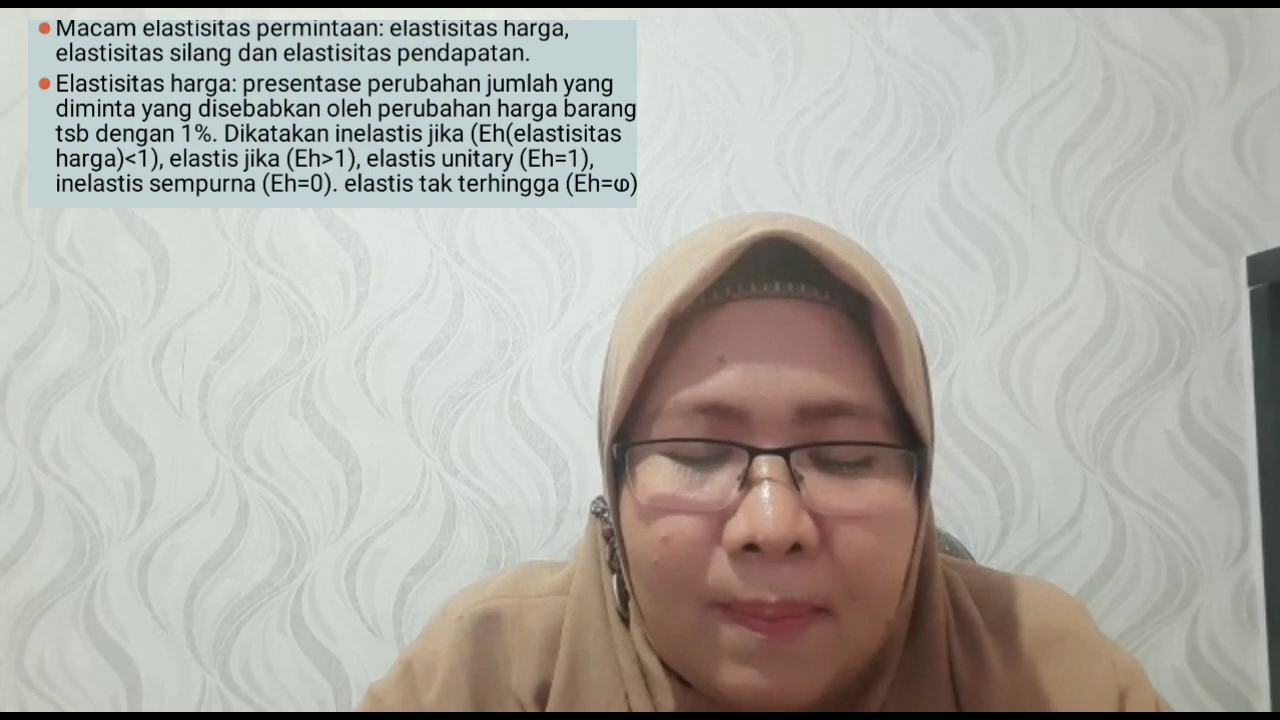 Macam elastisitas permintaan: elastisitas harga,
elastisitas silang dan elastisitas pendapatan.
Elastisitas harga: presentase perubahan jumlah yang
diminta yang disebabkan oleh perubahan harga barang
tsb dengan 1%. Dikatakan inelastis jika (Eh(elastisitas
harga)<1), elastis jika (Eh>1), elastis unitary (Eh=1),
inelastis sempurna (Eh=0). elastis tak terhingga (Eh=ထ)